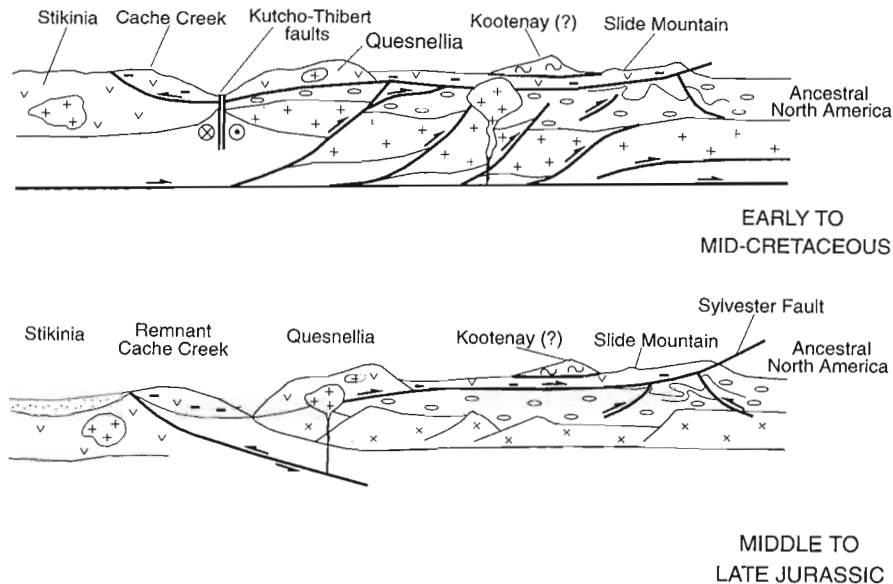 Stikinia
Cache Creek
Kutcho-Thibert
faults
Quesnellia
Kootenay (?)
Slide Mountain
Ancestral
North America
EARLY TO
MID-CRETACEOUS
Stikinia
Remnant
Cache Creek
Quesnellia
Kootenay (?)
Slide Mountain
Sylvester Fault
Ancestral
North America
MIDDLE TO
LATE JURASSIC